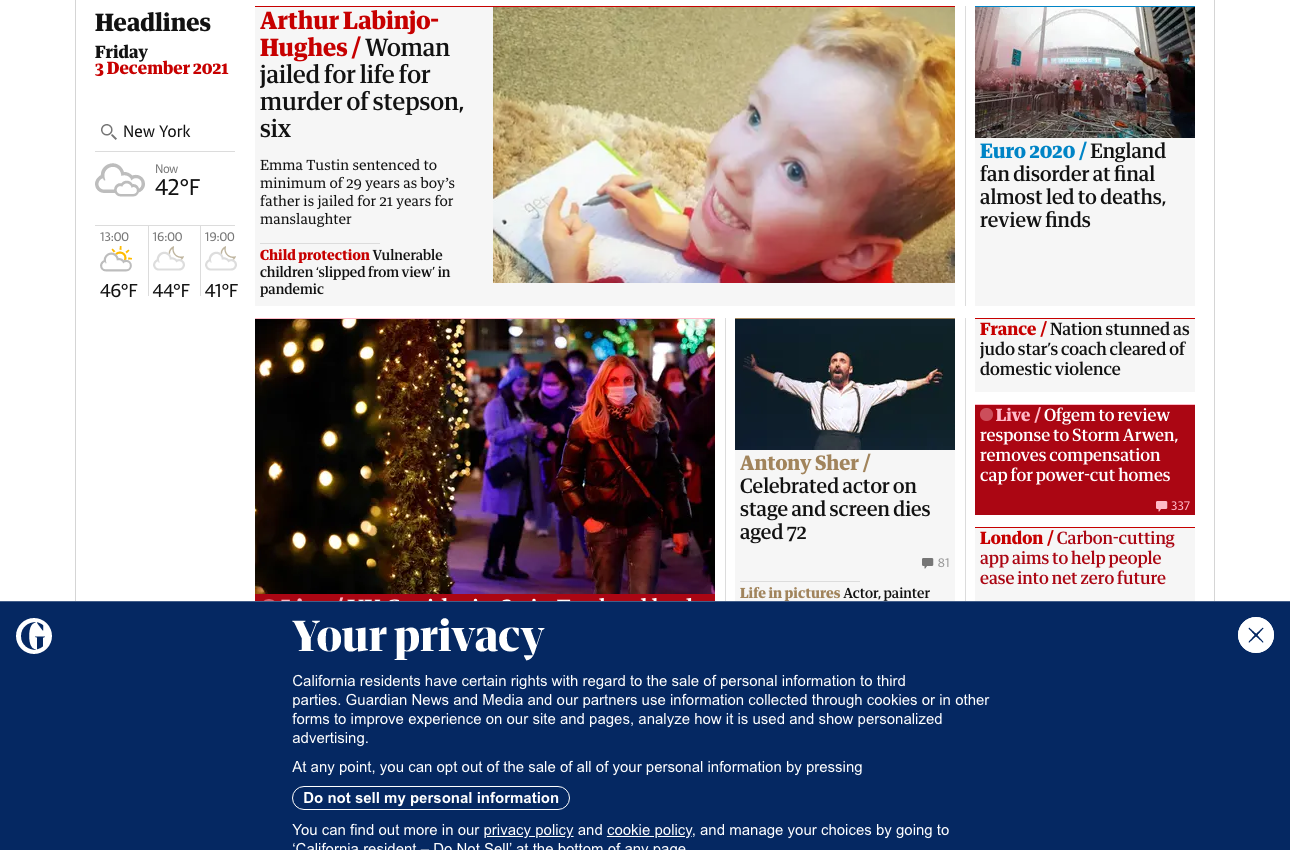 Headlines
Friday
3 December 2021
New York
Now
42°F
13:00
16:00
19:00
46°F
44°F
41°F
Arthur Labinjo-
Hughes / Woman
jailed for life for
murder of stepson,
six
Emma Tustin sentenced to
minimum of 29 years as boy’s
father is jailed for 21 years for
manslaughter
Child protection Vulnerable
children ‘slipped from view’ in
pandemic
Euro 2020 / England
fan disorder at final
almost led to deaths,
review finds
Antony Sher /
Celebrated actor on
stage and screen dies
aged 72
81
Life in pictures Actor, painter
France / Nation stunned as
judo star’s coach cleared of
domestic violence
Live / Ofgem to review
response to Storm Arwen,
removes compensation
cap for power-cut homes
337
London / Carbon-cutting
app aims to help people
ease into net zero future
Your privacy
California residents have certain rights with regard to the sale of personal information to third
parties. Guardian News and Media and our partners use information collected through cookies or in other
forms to improve experience on our site and pages, analyze how it is used and show personalized
advertising.
At any point, you can opt out of the sale of all of your personal information by pressing
Do not sell my personal information
You can find out more in our privacy policy and cookie policy, and manage your choices by going to
‘California resident – Do Not Sell’ at the bottom of any page.